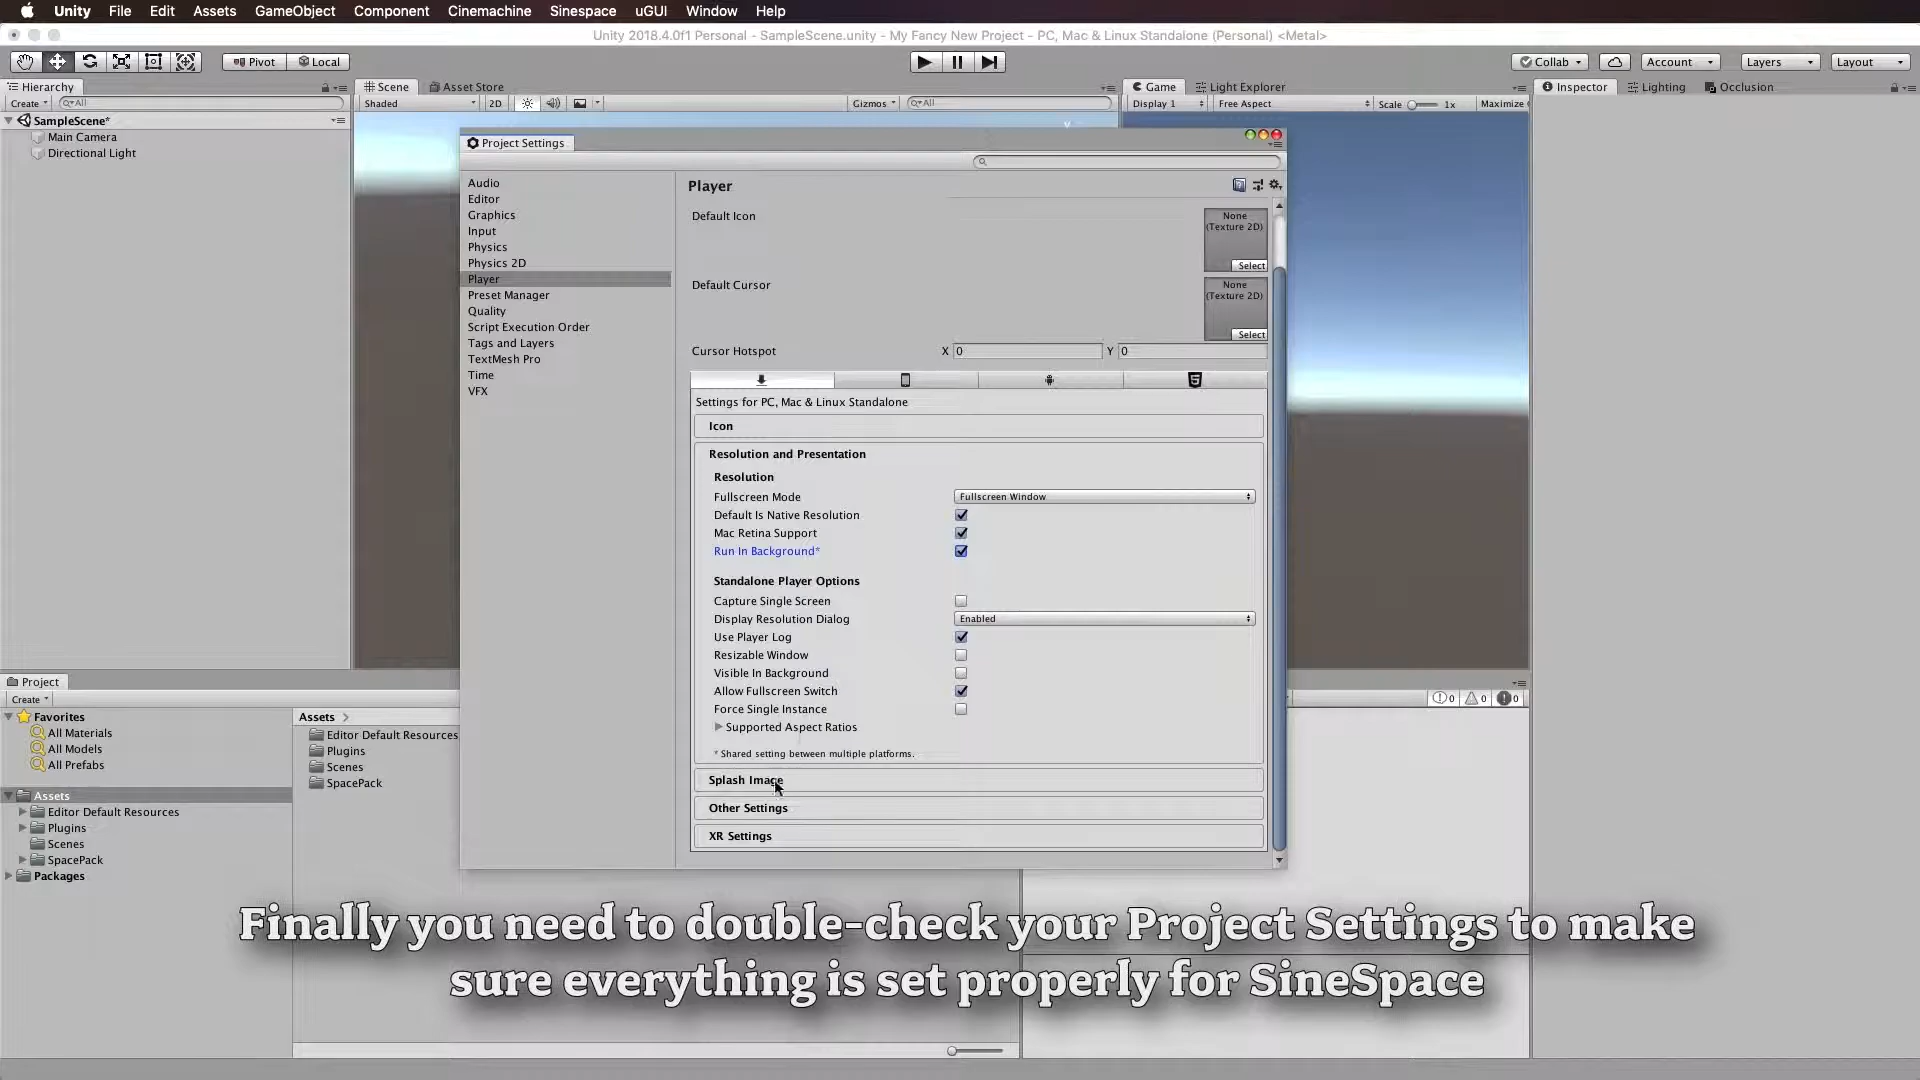 Unity File Edit Assets GameObject Component Cinemachine Sinespace uGUI Window Help
Unity 2018.4.0f1 Personal - SampleScene.unity - My Fancy New Project - PC, Mac & Linux Standalone (Personal) <Metal>
Pivot Local Collab Account Layers Layout
Hierarchy Scene Asset Store Game Light Explorer Inspector Lighting Occlusion
Create All Shaded 2D Gizmos All Display 1 Free Aspect Scale 1x Maximize
SampleScene*
Main Camera
Directional Light
Project Settings
Audio
Editor
Graphics
Input
Physics
Physics 2D
Player
Preset Manager
Quality
Script Execution Order
Tags and Layers
TextMesh Pro
Time
VFX
Player
Default Icon
None
(Texture 2D)
Select
Default Cursor
None
(Texture 2D)
Select
Cursor Hotspot X 0 Y 0
Settings for PC, Mac & Linux Standalone
Icon
Resolution and Presentation
Resolution
Fullscreen Mode Fullscreen Window
Default Is Native Resolution
Mac Retina Support
Run In Background*
Standalone Player Options
Capture Single Screen
Display Resolution Dialog Enabled
Use Player Log
Resizable Window
Visible In Background
Allow Fullscreen Switch
Force Single Instance
Supported Aspect Ratios
* Shared setting between multiple platforms.
Splash Image
Other Settings
XR Settings
Project
Create
Favorites
All Materials
All Models
All Prefabs
Assets
Editor Default Resources
Plugins
Scenes
SpacePack
Packages
Assets
Editor Default Resources
Plugins
Scenes
SpacePack
0 0 0
Finally you need to double-check your Project Settings to make
sure everything is set properly for SineSpace